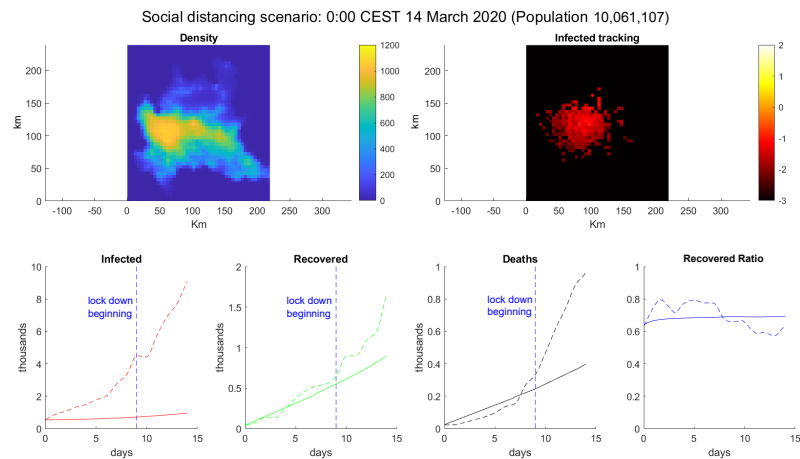 Social distancing scenario: 0:00 CEST 14 March 2020 (Population 10,061,107)
Density
Infected tracking
200
150
100
50
0
km
-100 -50 0 50 100 150 200 250 300
Km
1200
1000
800
600
400
200
0
200
150
100
50
0
km
-100 -50 0 50 100 150 200 250 300
Km
2
1
0
-1
-2
-3
Infected
10
8
6
4
2
0
thousands
lock down
beginning
0 5 10 15
days
Recovered
2
1.5
1
0.5
0
thousands
lock down
beginning
0 5 10 15
days
Deaths
1
0.8
0.6
0.4
0.2
0
thousands
lock down
beginning
0 5 10 15
days
Recovered Ratio
1
0.8
0.6
0.4
0.2
0
thousands
0 5 10 15
days